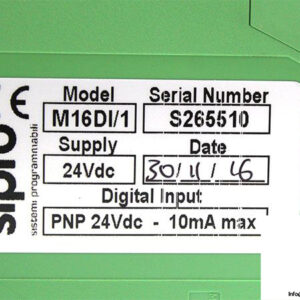 sipro
sistemi programmabili
CE
Model Serial Number
M16DI/1 S265510
Supply Date
24Vdc 30/11/16
Digital Input
PNP 24Vdc - 10mA max